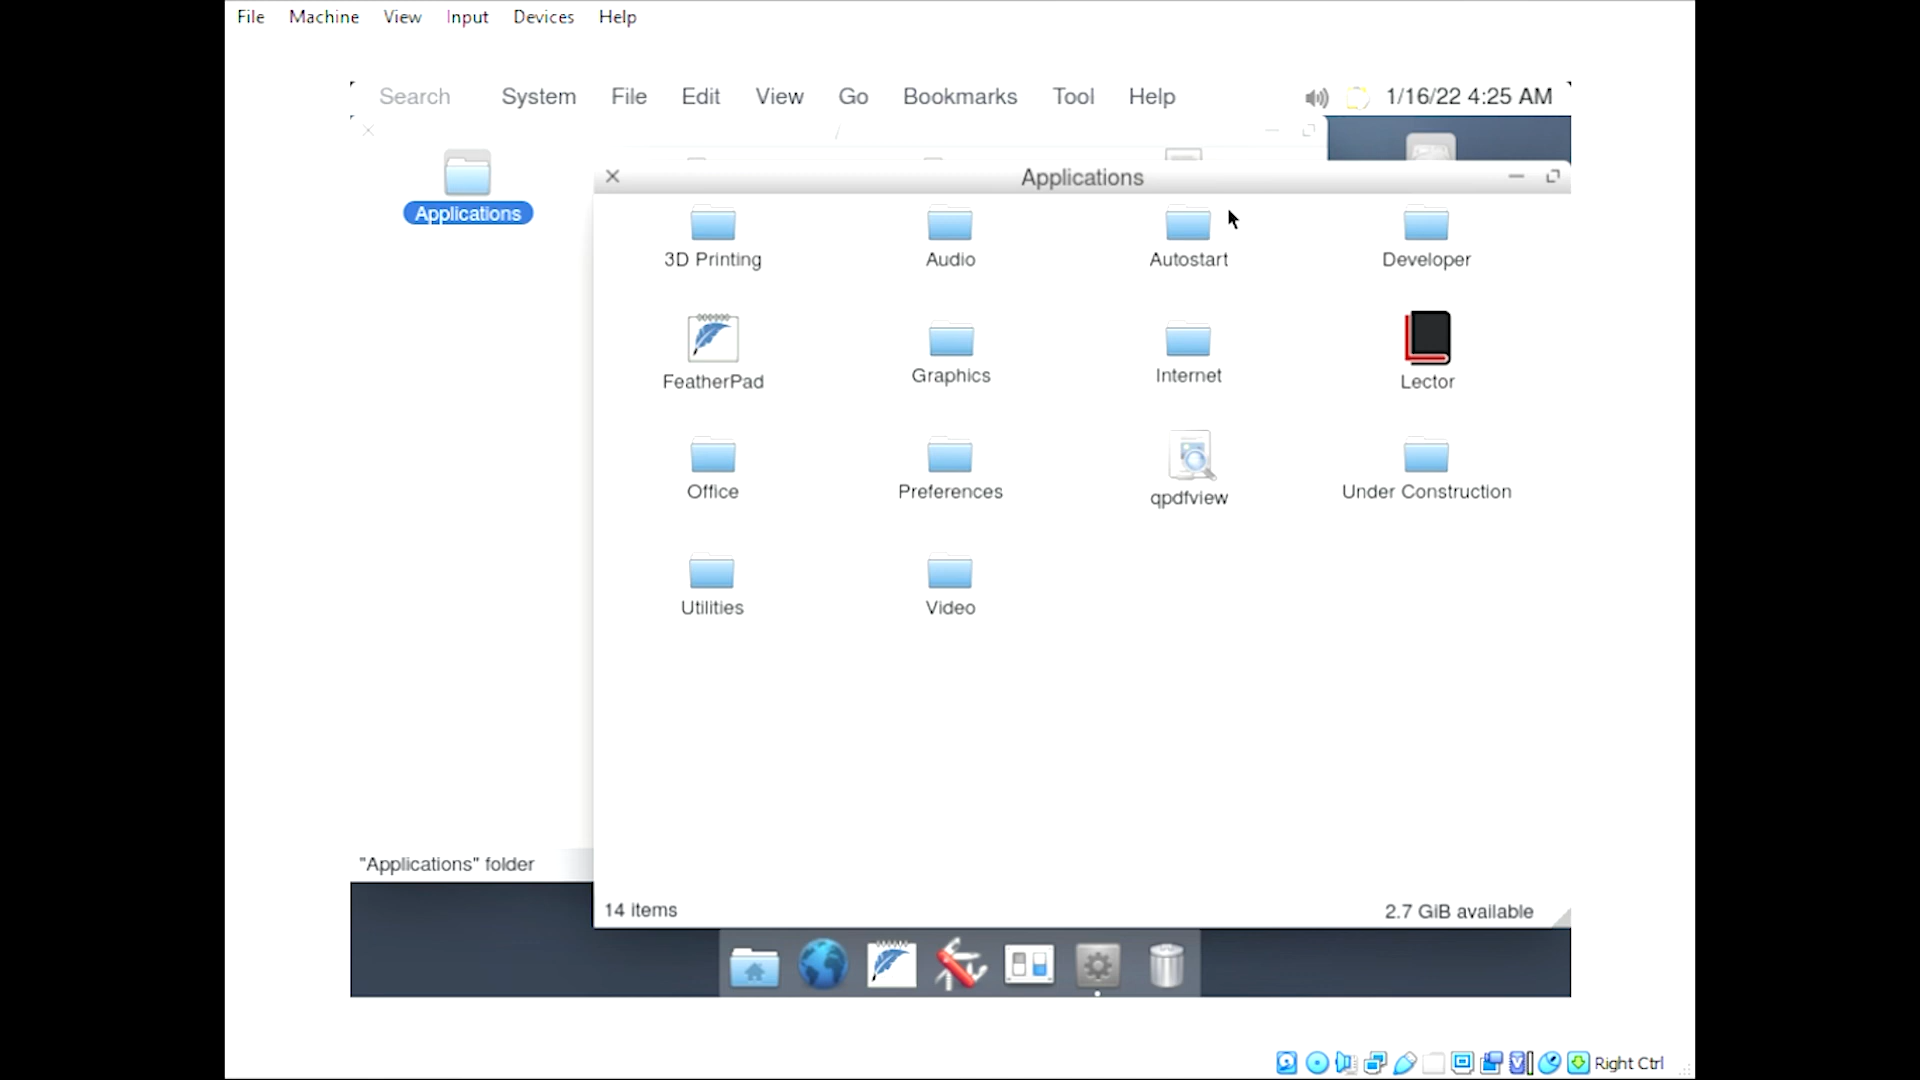 File Machine View Input Devices Help
Search System File Edit View Go Bookmarks Tool Help 1/16/22 4:25 AM
/
Applications
Applications
3D Printing Audio Autostart Developer
FeatherPad Graphics Internet Lector
Office Preferences qpdfview Under Construction
Utilities Video
"Applications" folder
14 items 2.7 GiB available
Right Ctrl